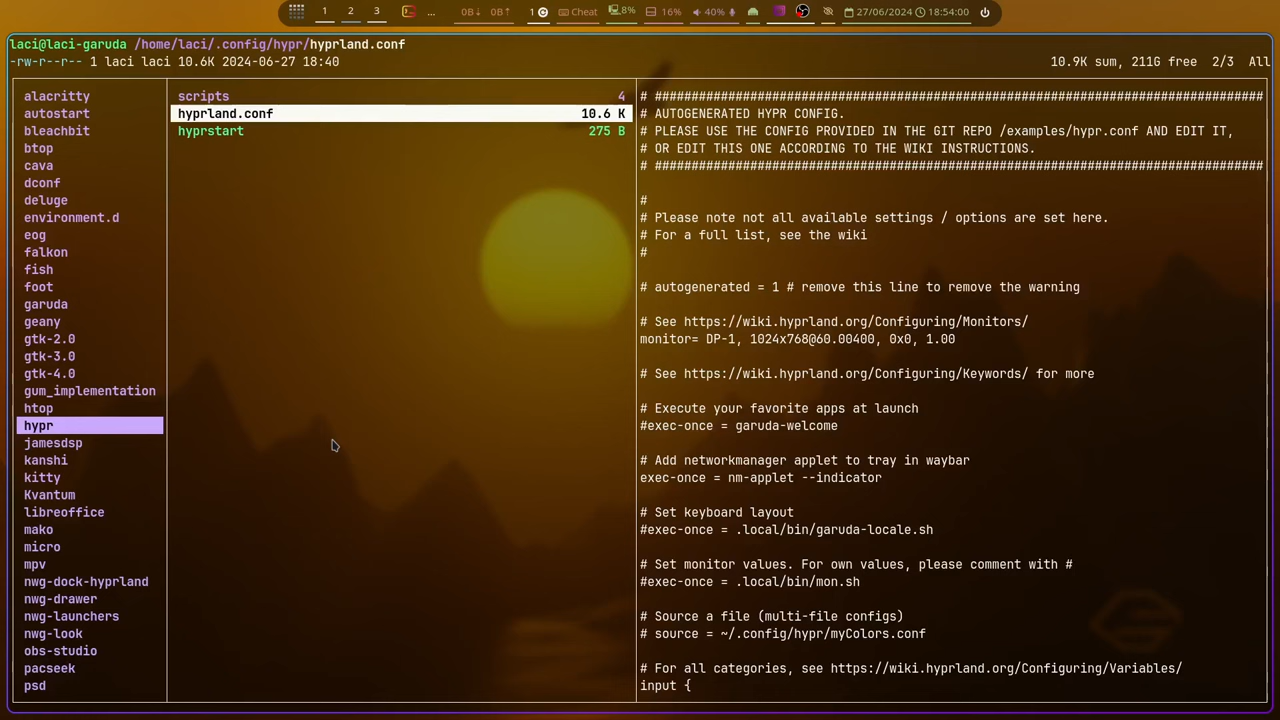 1 2 3 ... 0B↓ 0B↑ 1 Cheat 8% 16% 40% 27/06/2024 18:54:00
laci@laci-garuda /home/laci/.config/hypr/hyprland.conf
-rw-r--r-- 1 laci laci 10.6K 2024-06-27 18:40 10.9K sum, 211G free 2/3 All
alacritty
autostart
bleachbit
btop
cava
dconf
deluge
environment.d
eog
falkon
fish
foot
garuda
geany
gtk-2.0
gtk-3.0
gtk-4.0
gum_implementation
htop
hypr
jamesdsp
kanshi
kitty
Kvantum
libreoffice
mako
micro
mpv
nwg-dock-hyprland
nwg-drawer
nwg-launchers
nwg-look
obs-studio
pacseek
psd
scripts 4
hyprland.conf 10.6 K
hyprstart 275 B
# ###################################################################################
# AUTOGENERATED HYPR CONFIG.
# PLEASE USE THE CONFIG PROVIDED IN THE GIT REPO /examples/hypr.conf AND EDIT IT,
# OR EDIT THIS ONE ACCORDING TO THE WIKI INSTRUCTIONS.
# ###################################################################################
#
# Please note not all available settings / options are set here.
# For a full list, see the wiki
#
# autogenerated = 1 # remove this line to remove the warning
# See https://wiki.hyprland.org/Configuring/Monitors/
monitor= DP-1, 1024x768@60.00400, 0x0, 1.00
# See https://wiki.hyprland.org/Configuring/Keywords/ for more
# Execute your favorite apps at launch
#exec-once = garuda-welcome
# Add networkmanager applet to tray in waybar
exec-once = nm-applet --indicator
# Set keyboard layout
#exec-once = .local/bin/garuda-locale.sh
# Set monitor values. For own values, please comment with #
#exec-once = .local/bin/mon.sh
# Source a file (multi-file configs)
# source = ~/.config/hypr/myColors.conf
# For all categories, see https://wiki.hyprland.org/Configuring/Variables/
input {